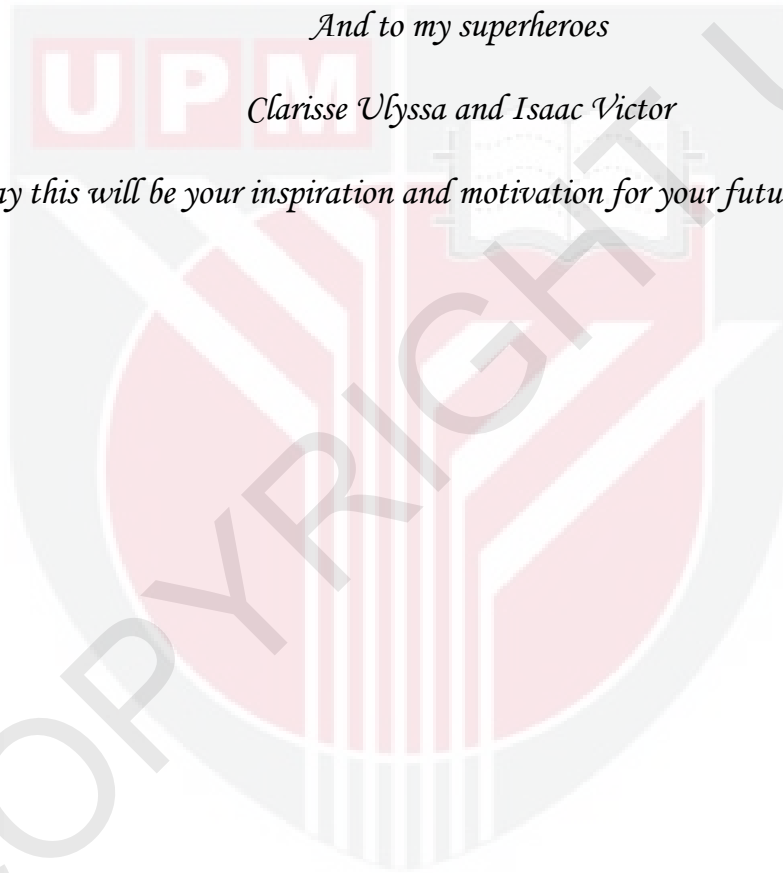 And to my superheroes
UPM
Clarisse Ulyssa and Isaac Victor
this will be your inspiration and motivation for your
COPYRIGHT